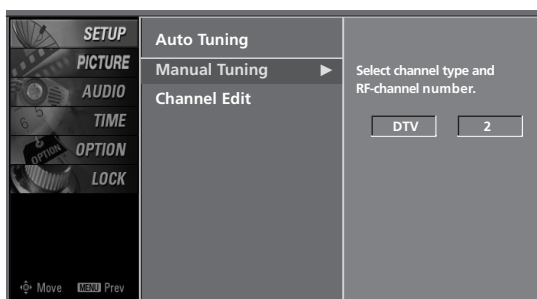 SETUP
PICTURE
AUDIO
TIME
OPTION
LOCK
Move MENU Prev
Auto Tuning
Manual Tuning ▶
Channel Edit
Select channel type and
RF-channel number.
DTV 2